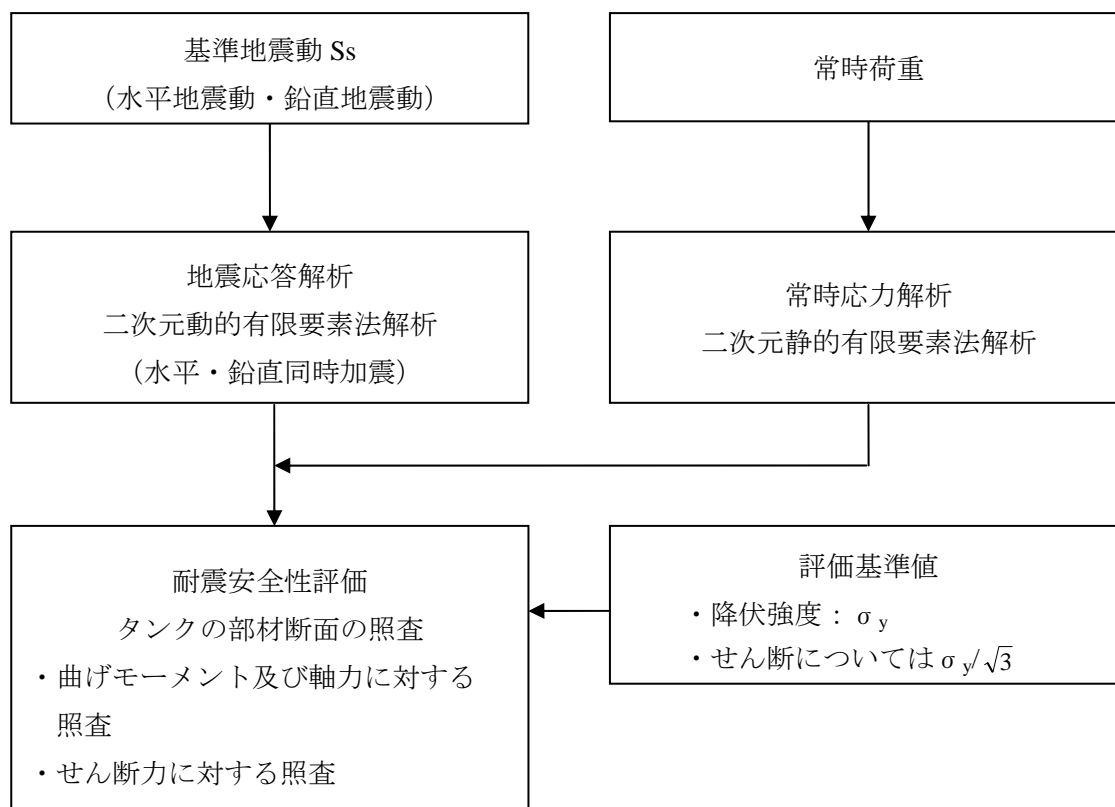 基準地震動 Ss
（水平地震動・鉛直地震動）
常時荷重
地震応答解析
二次元動的有限要素法解析
（水平・鉛直同時加震）
常時応力解析
二次元静的有限要素法解析
耐震安全性評価
タンクの部材断面の照査
・曲げモーメント及び軸力に対する
照査
・せん断力に対する照査
評価基準値
・降伏強度：σy
・せん断についてはσy/√3